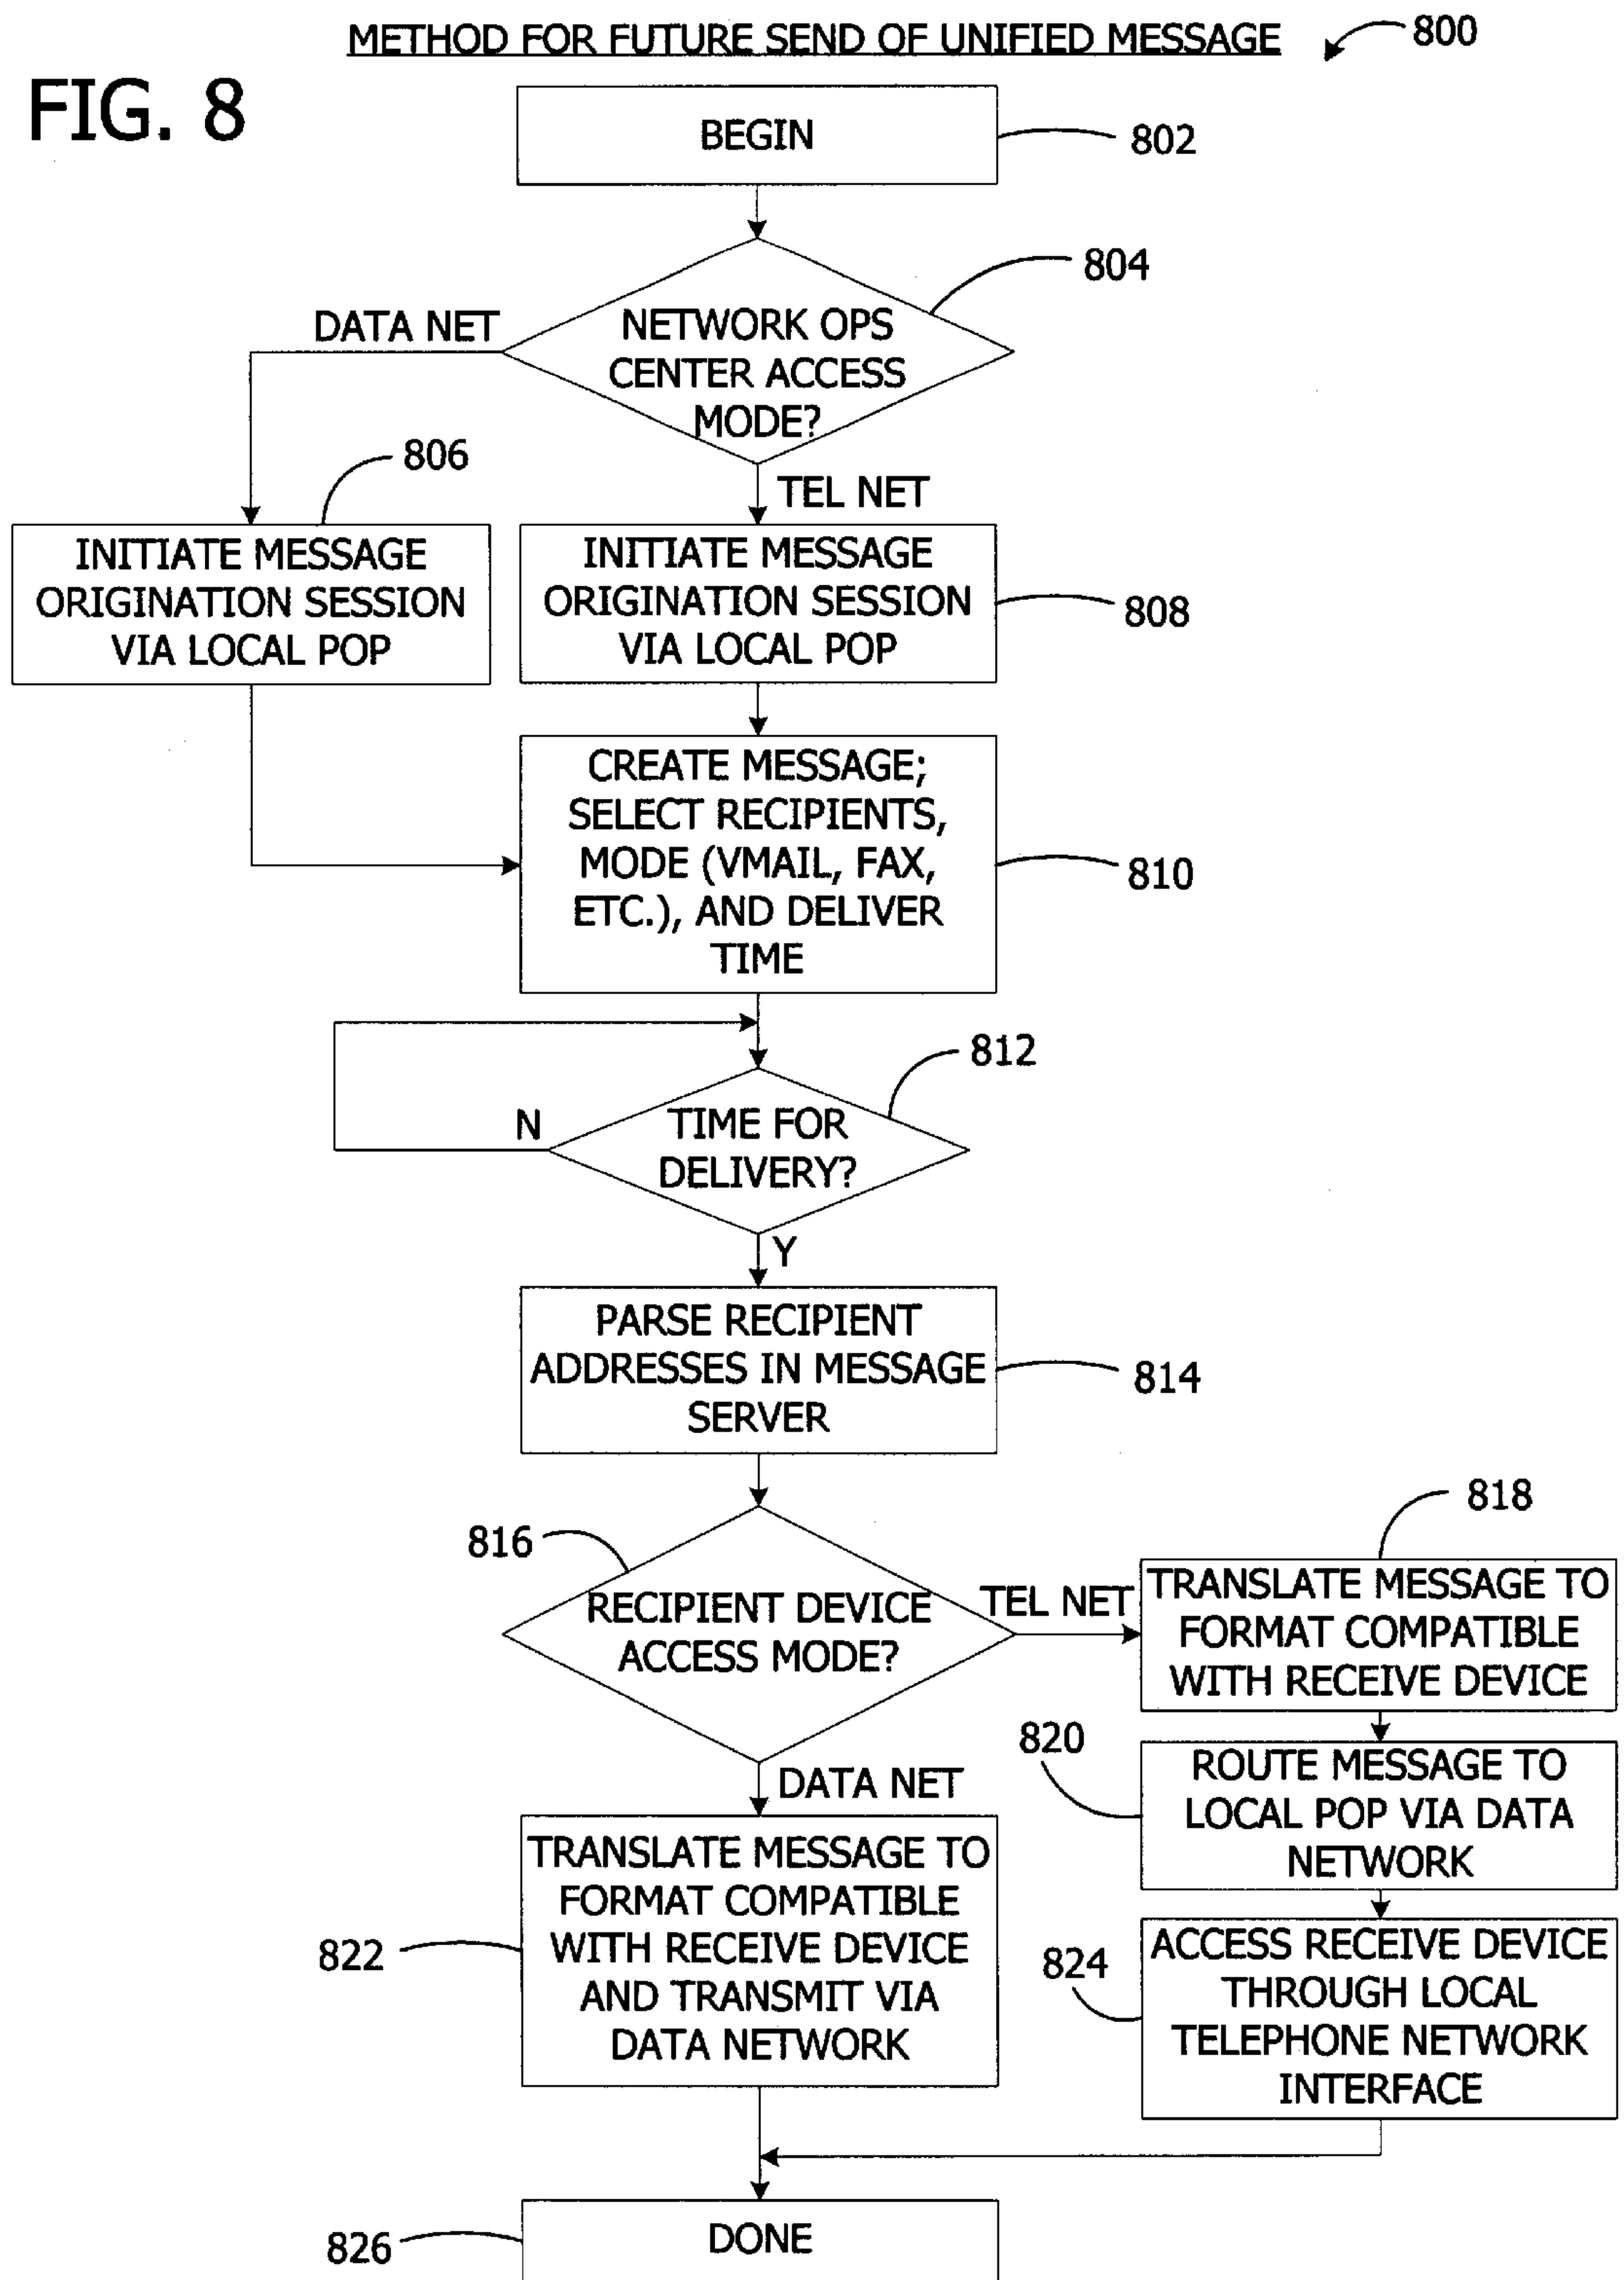 METHOD FOR FUTURE SEND OF UNIFIED MESSAGE
800
FIG. 8
BEGIN
802
804
DATA NET
NETWORK OPS
CENTER ACCESS
MODE?
806
TEL NET
INITIATE MESSAGE
ORIGINATION SESSION
VIA LOCAL POP
INITIATE MESSAGE
ORIGINATION SESSION
VIA LOCAL POP
808
CREATE MESSAGE;
SELECT RECIPIENTS,
MODE (VMAIL, FAX,
ETC.), AND DELIVER
TIME
810
812
N
TIME FOR
DELIVERY?
Y
PARSE RECIPIENT
ADDRESSES IN MESSAGE
SERVER
814
816
RECIPIENT DEVICE
ACCESS MODE?
TEL NET
818
TRANSLATE MESSAGE TO
FORMAT COMPATIBLE
WITH RECEIVE DEVICE
820
ROUTE MESSAGE TO
LOCAL POP VIA DATA
NETWORK
DATA NET
TRANSLATE MESSAGE TO
FORMAT COMPATIBLE
WITH RECEIVE DEVICE
AND TRANSMIT VIA
DATA NETWORK
822
824
ACCESS RECEIVE DEVICE
THROUGH LOCAL
TELEPHONE NETWORK
INTERFACE
DONE
826